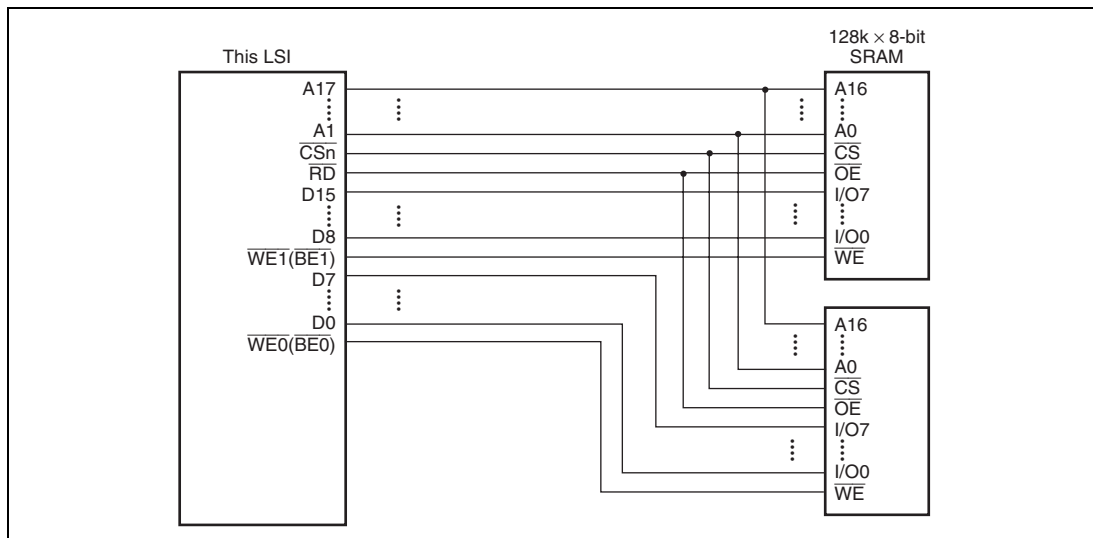 This LSI
A17
A1
CSn
RD
D15
D8
WE1(BE1)
D7
D0
WE0(BE0)
128k × 8-bit
SRAM
A16
A0
CS
OE
I/O7
I/O0
WE
A16
A0
CS
OE
I/O7
I/O0
WE